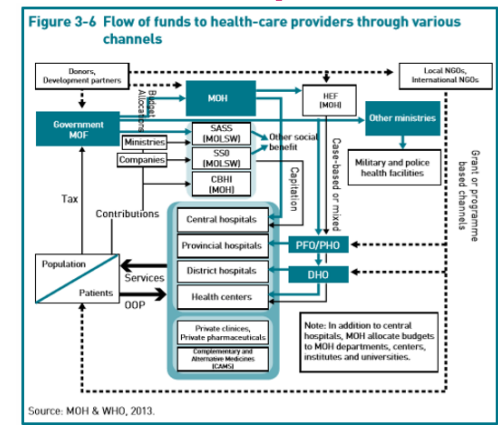 Figure 3-6 Flow of funds to health-care providers through various
channels
Donors,
Development partners
Local NGOs,
International NGOs
Budget
Allocations
MOH
HEF
(MOH)
Government
MOF
Other ministries
Ministries
SASS
(MOLSW)
Other social
benefit
Companies
SSO
(MOLSW)
CBHI
(MOH)
Military and police
health facilities
Capitation
Case-based or mixed
Grant or programme
based channels
Tax
Contributions
Central hospitals
Provincial hospitals
PFO/PHO
District hospitals
DHO
Health centers
Population
Patients
Services
OOP
Private clinics,
Private pharmaceuticals
Complementary and
Alternative Medicines
(CAMS)
Note: In addition to central
hospitals, MOH allocate budgets
to MOH departments, centers,
institutes and universities.
Source: MOH & WHO, 2013.